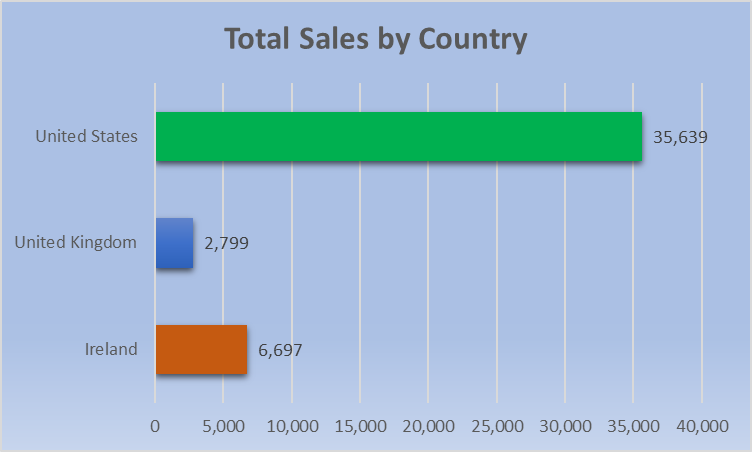 Total Sales by Country
United States
35,639
United Kingdom
2,799
Ireland
6,697
0 5,000 10,000 15,000 20,000 25,000 30,000 35,000 40,000